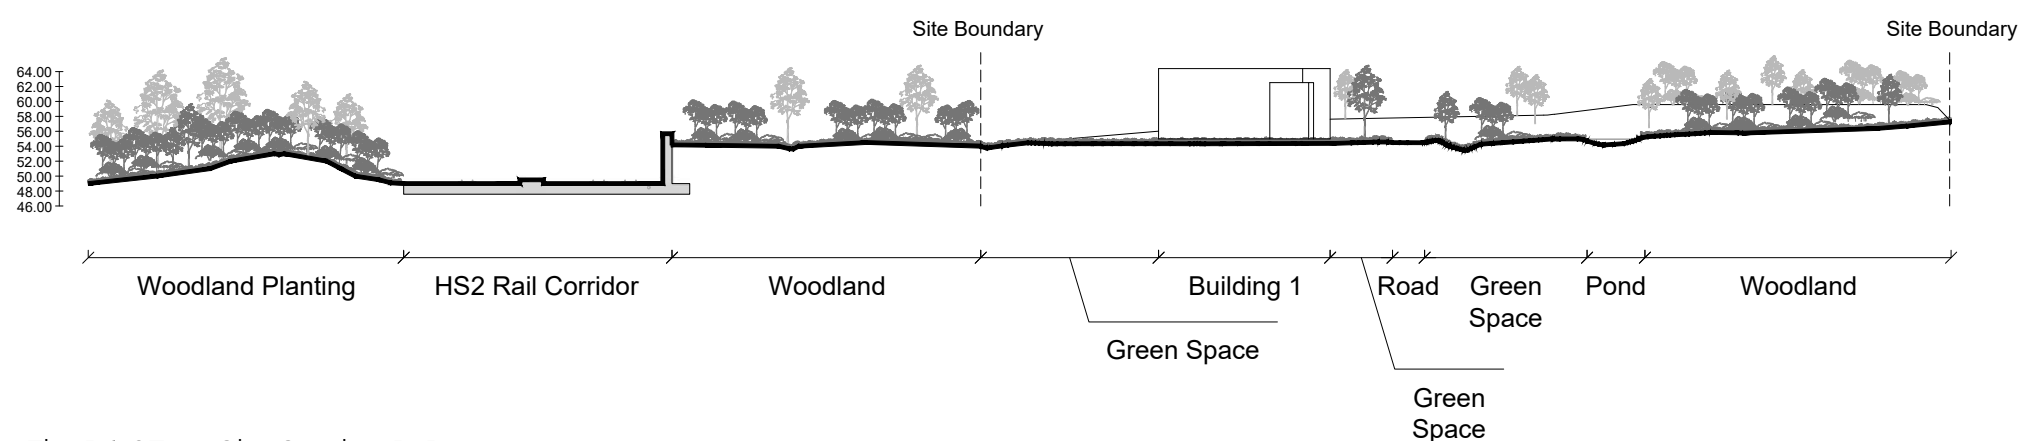 Site Boundary
Site Boundary
64.00
62.00
60.00
58.00
56.00
54.00
52.00
50.00
48.00
46.00
Woodland Planting
HS2 Rail Corridor
Woodland
Building 1
Road
Green
Space
Pond
Woodland
Green Space
Green
Space